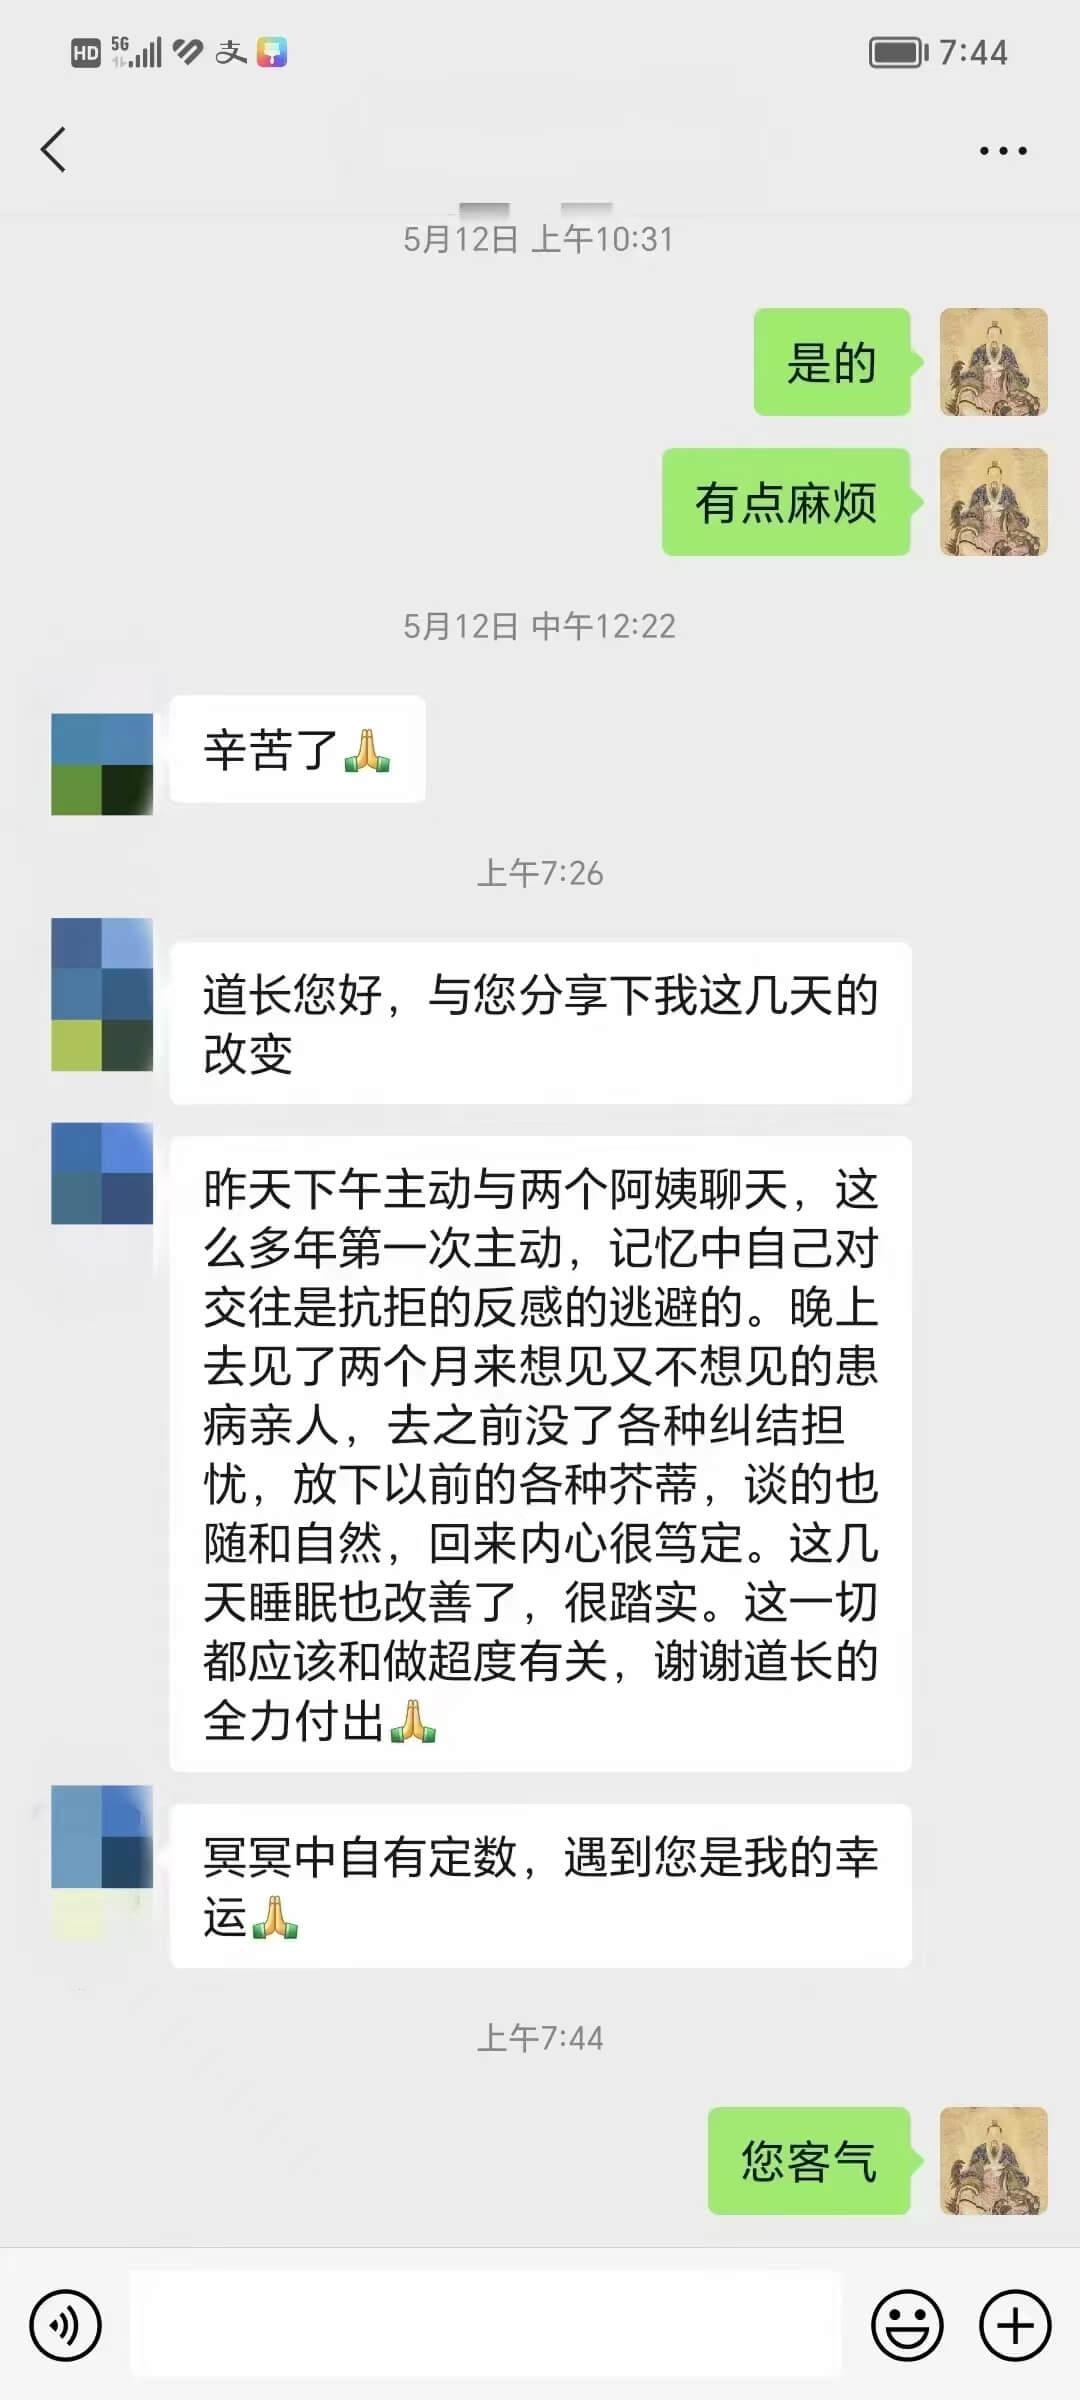 HD 5G 支 7:44
5月12日 上午10:31
是的
有点麻烦
5月12日 中午12:22
辛苦了🙏
上午7:26
道长您好，与您分享下我这几天的
改变
昨天下午主动与两个阿姨聊天，这
么多年第一次主动，记忆中自己对
交往是抗拒的反感的逃避的。晚上
去见了两个月来想见又不想见的患
病亲人，去之前没了各种纠结担
忧，放下以前的各种芥蒂，谈的也
随和自然，回来内心很笃定。这几
天睡眠也改善了，很踏实。这一切
都应该和做超度有关，谢谢道长的
全力付出🙏
冥冥中自有定数，遇到您是我的幸
运🙏
上午7:44
您客气